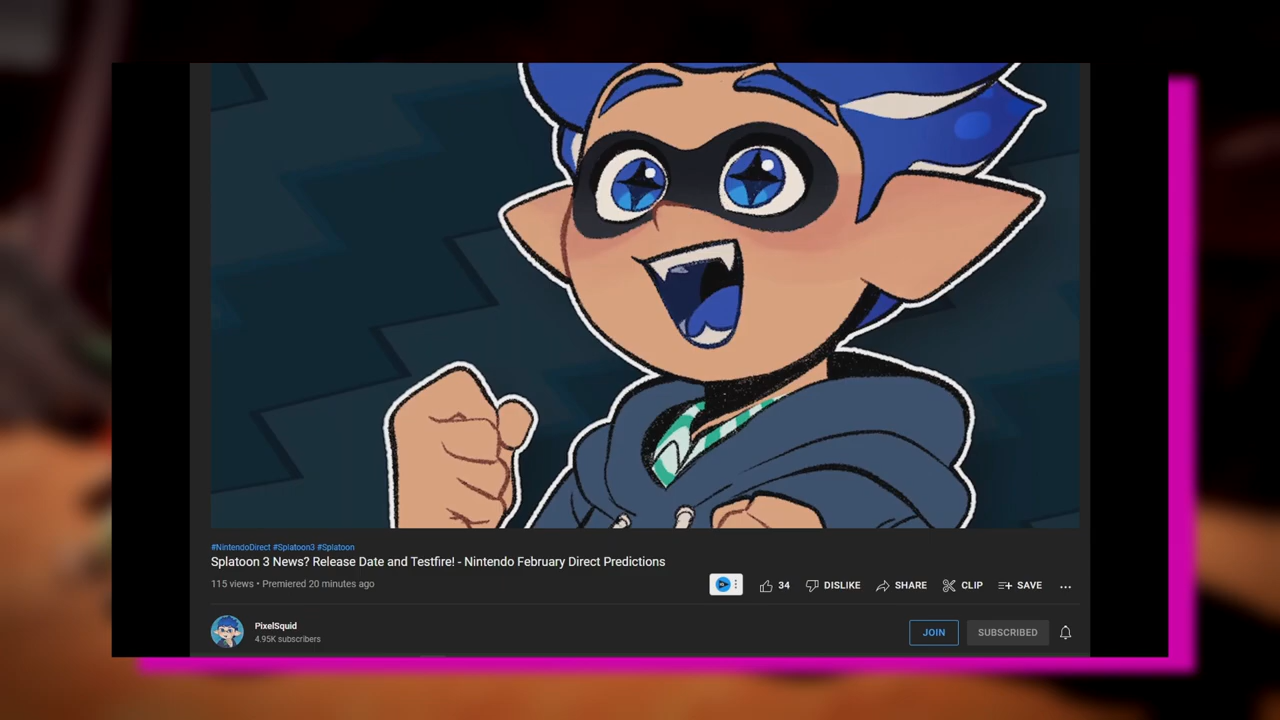 #NintendoDirect #Splatoon3 #Splatoon
Splatoon 3 News? Release Date and Testfire! - Nintendo February Direct Predictions
115 views • Premiered 20 minutes ago
34 DISLIKE SHARE CLIP SAVE
PixelSquid
4.95K subscribers
JOIN SUBSCRIBED